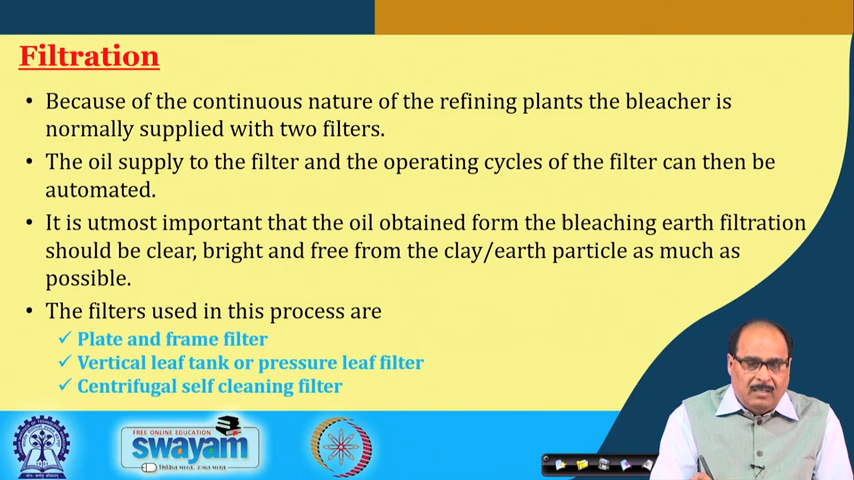 Filtration
• Because of the continuous nature of the refining plants the bleacher is
normally supplied with two filters.
• The oil supply to the filter and the operating cycles of the filter can then be
automated.
• It is utmost important that the oil obtained form the bleaching earth filtration
should be clear, bright and free from the clay/earth particle as much as
possible.
• The filters used in this process are
✓ Plate and frame filter
✓ Vertical leaf tank or pressure leaf filter
✓ Centrifugal self cleaning filter
FREE ONLINE EDUCATION
swayam
शिक्षित भारत, उन्नत भारत